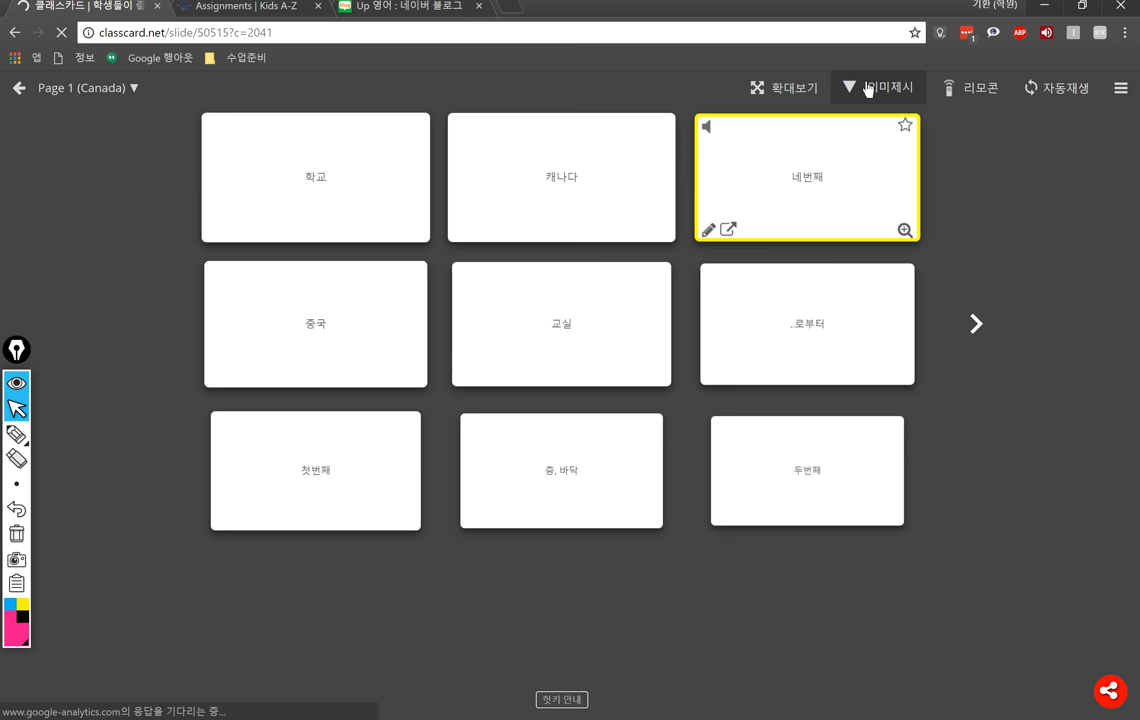 클래스카드 | 학생들이 좋
Assignments | Kids A-Z
Up 영어 : 네이버 블로그
기환 (학원)
classcard.net/slide/50515?c=2041
ABP
앱
정보
Google 행아웃
수업준비
Page 1 (Canada) ▼
확대보기
이미제시
리모콘
자동재생
학교
캐나다
네번째
중국
교실
..로부터
첫번째
층, 바닥
두번째
핫키 안내
www.google-analytics.com의 응답을 기다리는 중...